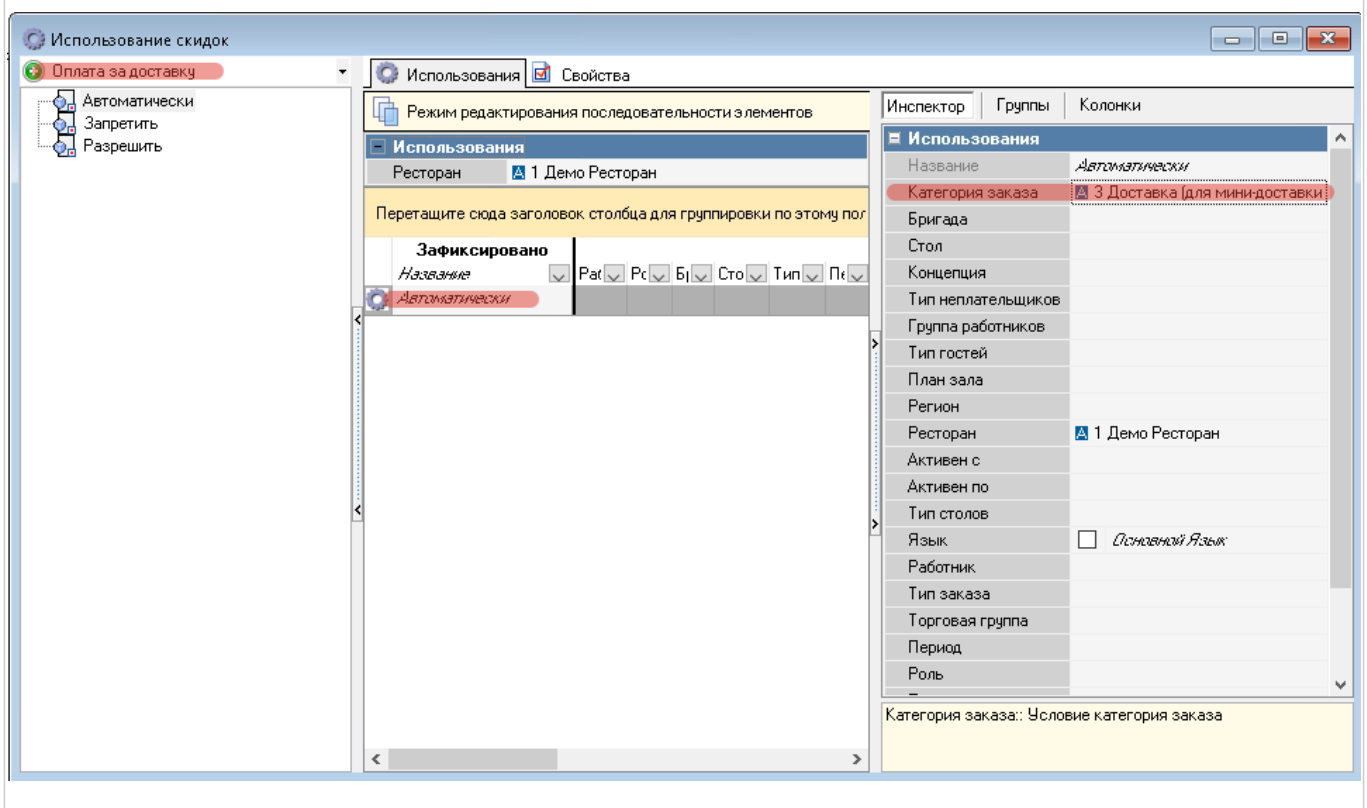 Использование скидок
Оплата за доставку
Автоматически
Запретить
Разрешить
Использования Свойства
Режим редактирования последовательности элементов
Использования
Ресторан 1 Демо Ресторан
Перетащите сюда заголовок столбца для группировки по этому пол
Зафиксировано
Название Рас Ро Бр Сто Тип Пе
Автоматически
Инспектор Группы Колонки
Использования
Название Автоматически
Категория заказа 3 Доставка (для мини-доставки
Бригада
Стол
Концепция
Тип неплательщиков
Группа работников
Тип гостей
План зала
Регион
Ресторан 1 Демо Ресторан
Активен с
Активен по
Тип столов
Язык Основной Язык
Работник
Тип заказа
Торговая группа
Период
Роль
Категория заказа:: Условие категория заказа